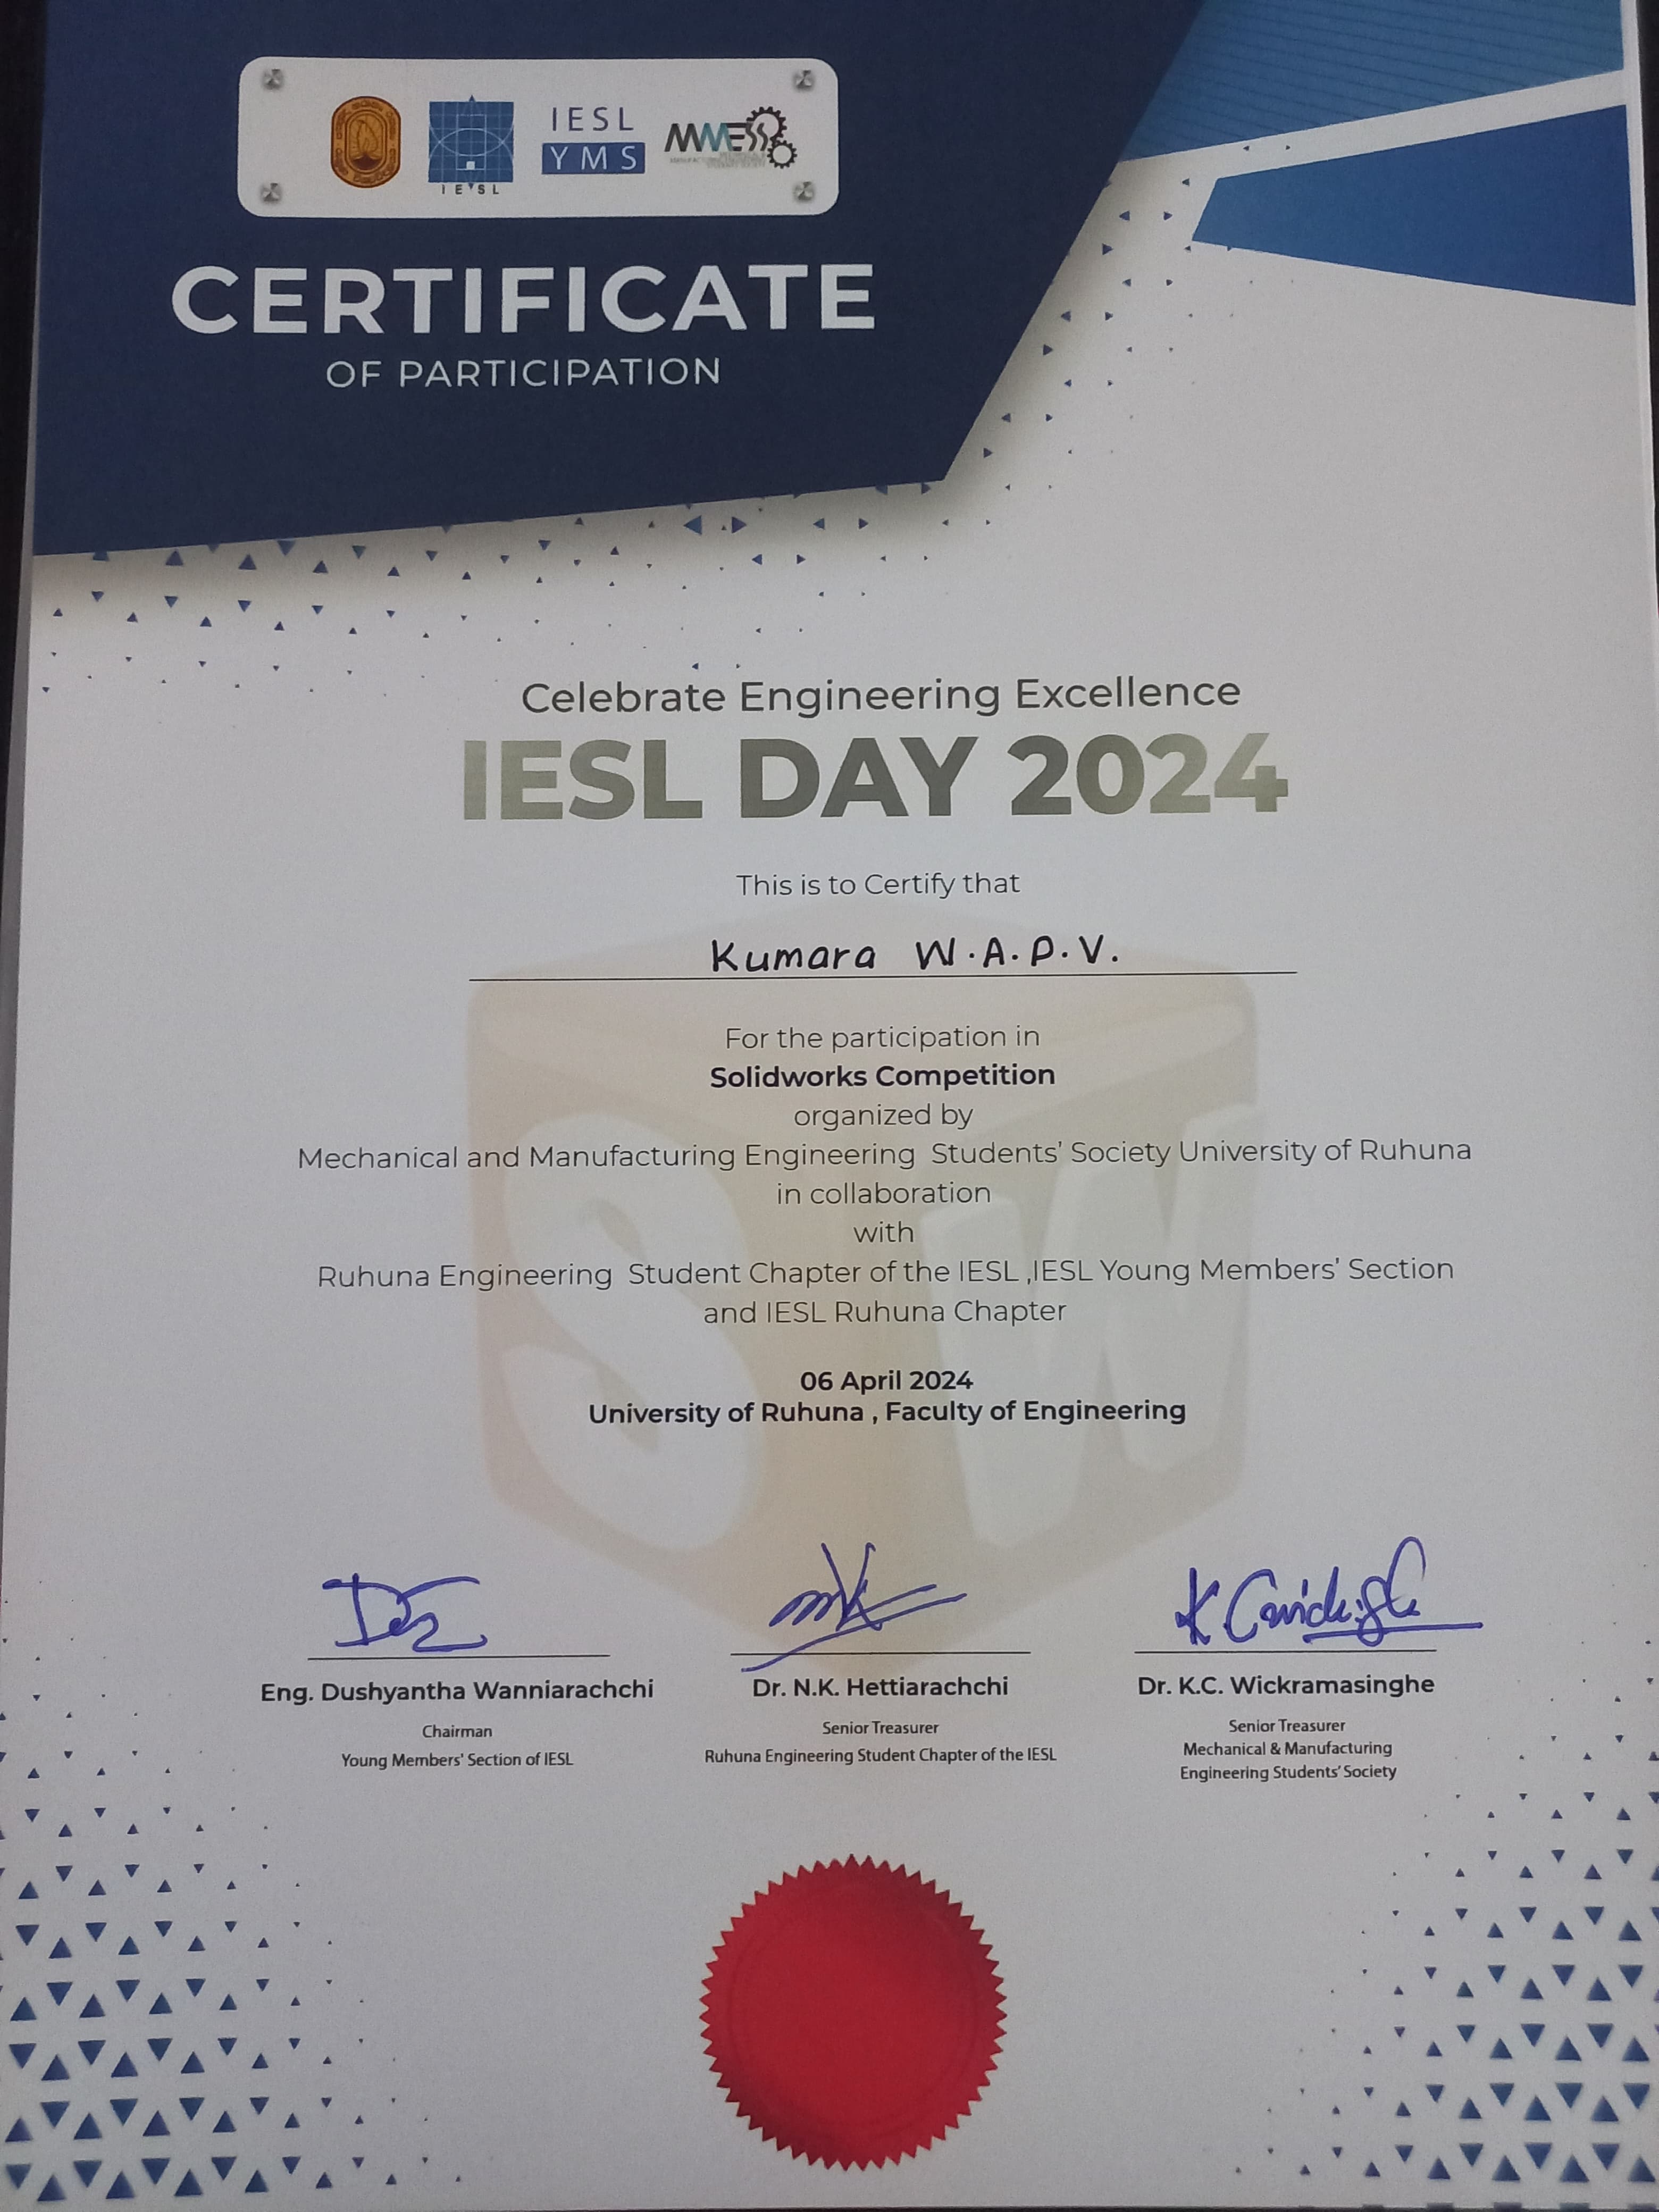 IESL
IESL
YMS
MMESS
CERTIFICATE
OF PARTICIPATION
Celebrate Engineering Excellence
IESL DAY 2024
This is to Certify that
Kumara W.A.P.V.
For the participation in
Solidworks Competition
organized by
Mechanical and Manufacturing Engineering Students' Society University of Ruhuna
in collaboration
with
Ruhuna Engineering Student Chapter of the IESL ,IESL Young Members' Section
and IESL Ruhuna Chapter
06 April 2024
University of Ruhuna , Faculty of Engineering
Eng. Dushyantha Wanniarachchi
Chairman
Young Members' Section of IESL
Dr. N.K. Hettiarachchi
Senior Treasurer
Ruhuna Engineering Student Chapter of the IESL
Dr. K.C. Wickramasinghe
Senior Treasurer
Mechanical & Manufacturing
Engineering Students' Society
SW